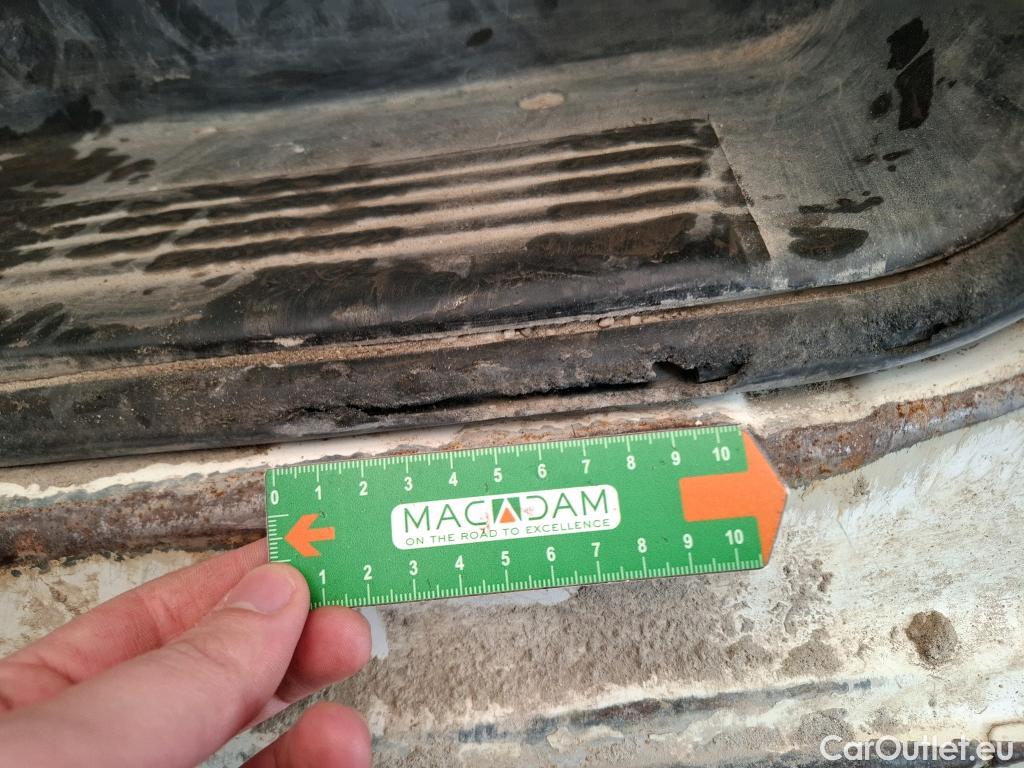 0 1 2 3 4 5 6 7 8 9 10
MACADAM
ON THE ROAD TO EXCELLENCE
1 2 3 4 5 6 7 8 9 10
CarOutlet.eu